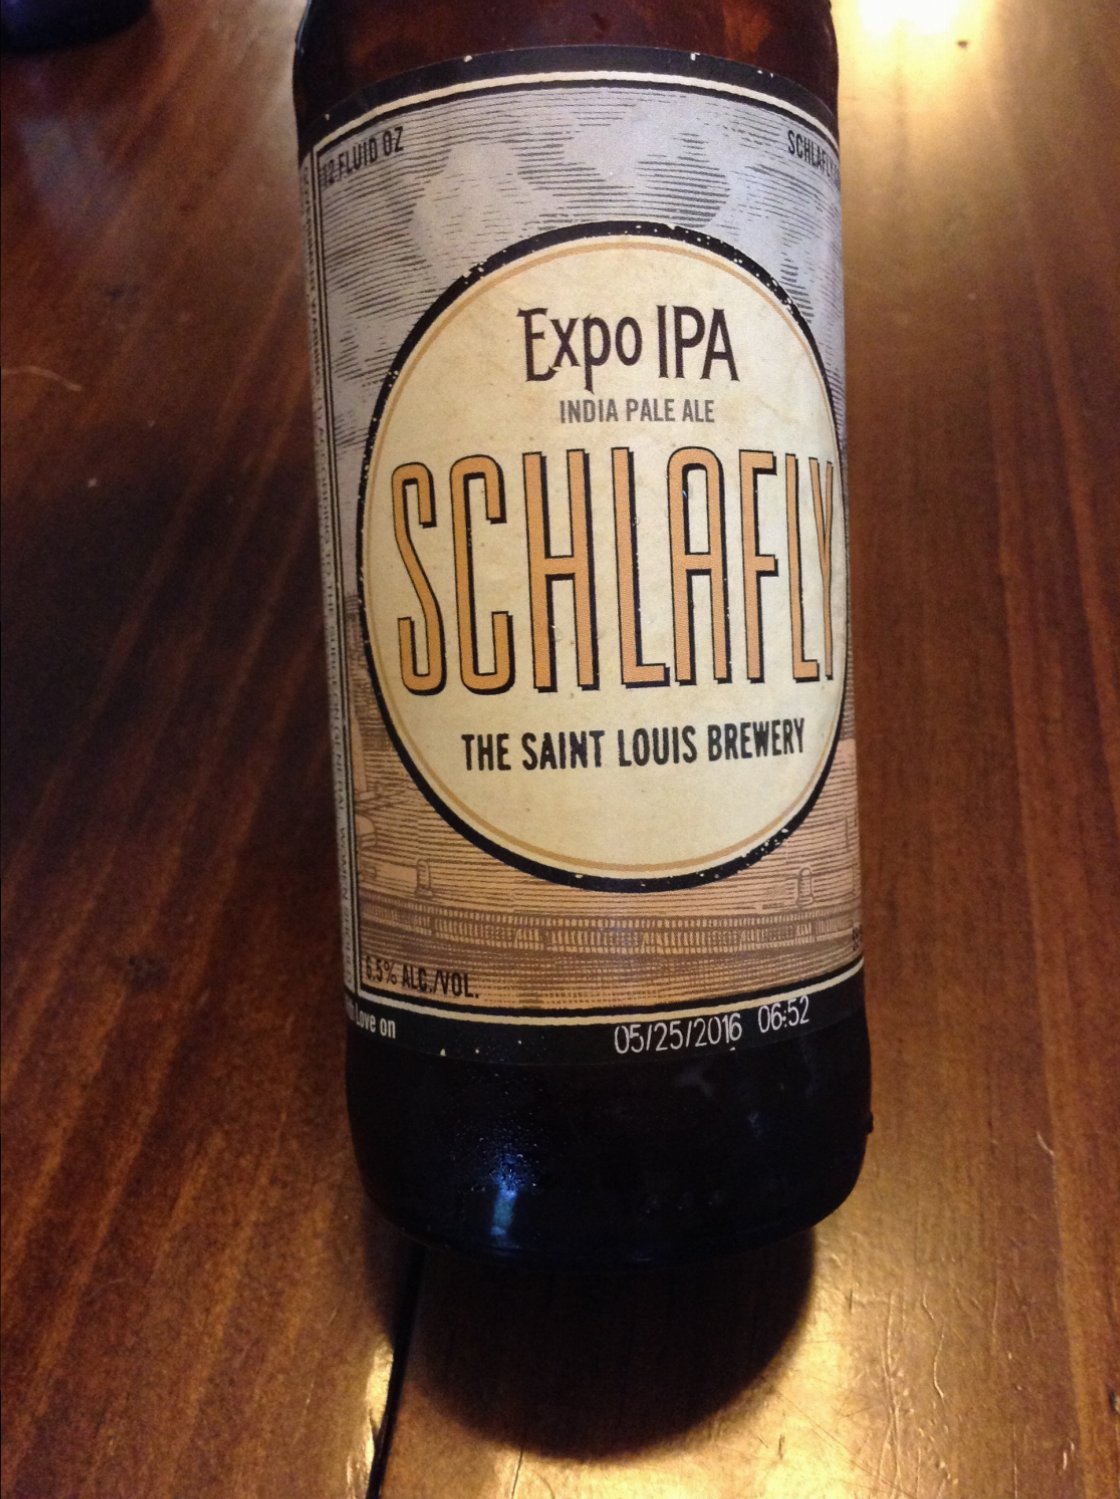 12 FLUID OZ
SCHLAFLY
Expo IPA
INDIA PALE ALE
SCHLAFLY
THE SAINT LOUIS BREWERY
6.5% ALC./VOL.
Love on
05/25/2016 06:52